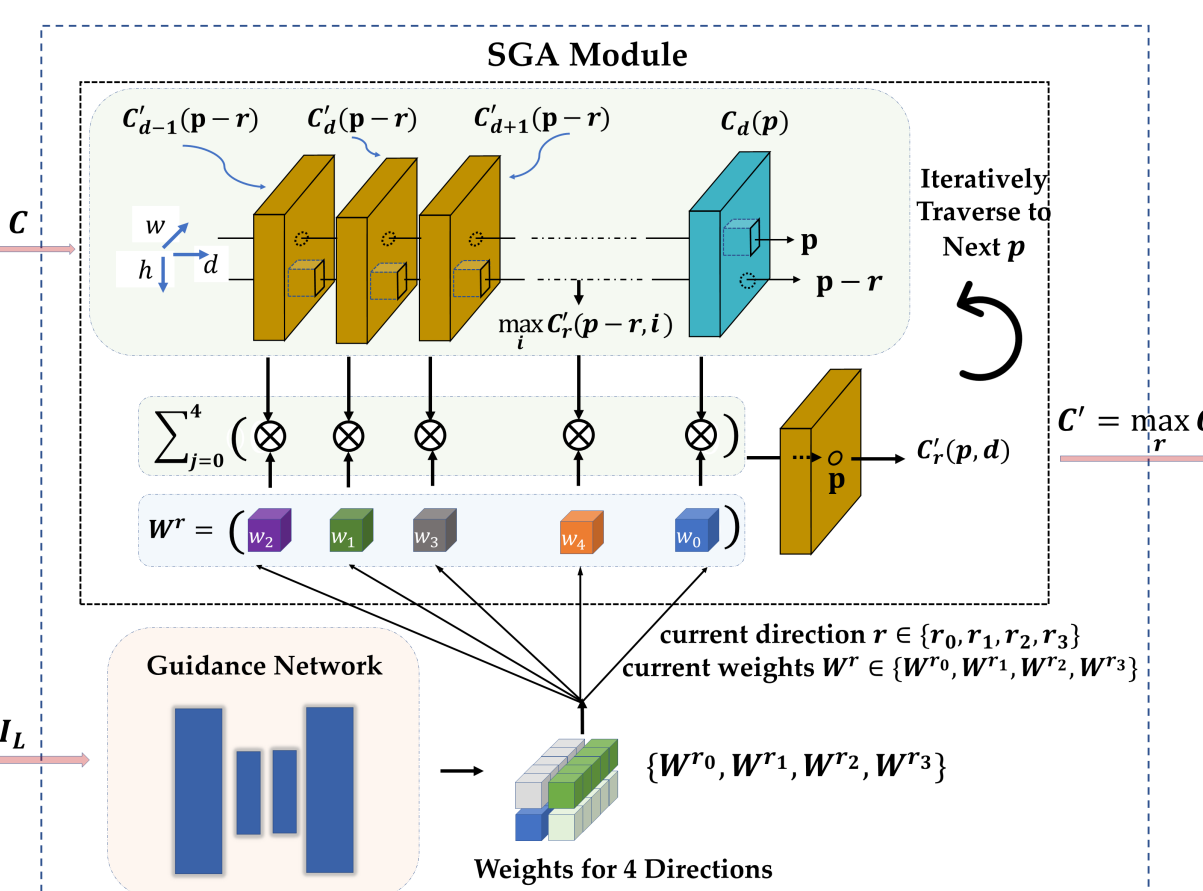 SGA Module
C′_{d−1}(p − r)
C′_d(p − r)
C′_{d+1}(p − r)
C_d(p)
Iteratively
Traverse to
Next p
C
w
h
d
p
p − r
max_i C′_r(p − r, i)
∑_{j=0}^{4} ( ⊗ ⊗ ⊗ ⊗ ⊗ )
... p
C′_r(p, d)
C′ = max_r
W^r = ( w_2 w_1 w_3 w_4 w_0 )
current direction r ∈ {r_0, r_1, r_2, r_3}
current weights W^r ∈ {W^{r_0}, W^{r_1}, W^{r_2}, W^{r_3}}
Guidance Network
I_L
{W^{r_0}, W^{r_1}, W^{r_2}, W^{r_3}}
Weights for 4 Directions